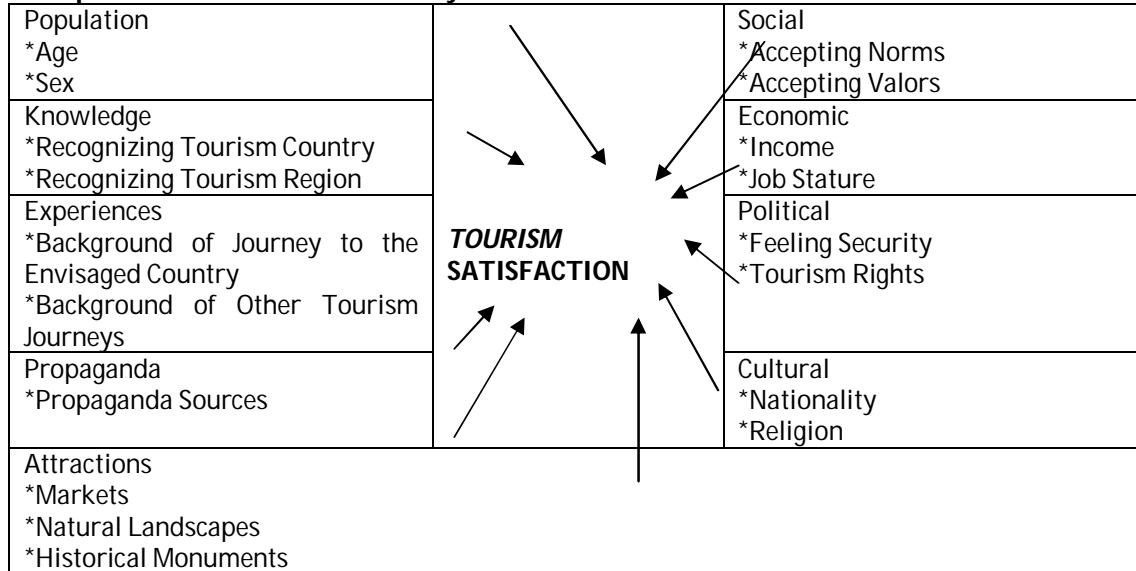 Population
*Age
*Sex
Knowledge
*Recognizing Tourism Country
*Recognizing Tourism Region
Experiences
*Background of Journey to the
Envisaged Country
*Background of Other Tourism
Journeys
Propaganda
*Propaganda Sources
TOURISM
SATISFACTION
Social
*Accepting Norms
*Accepting Valors
Economic
*Income
*Job Stature
Political
*Feeling Security
*Tourism Rights
Cultural
*Nationality
*Religion
Attractions
*Markets
*Natural Landscapes
*Historical Monuments